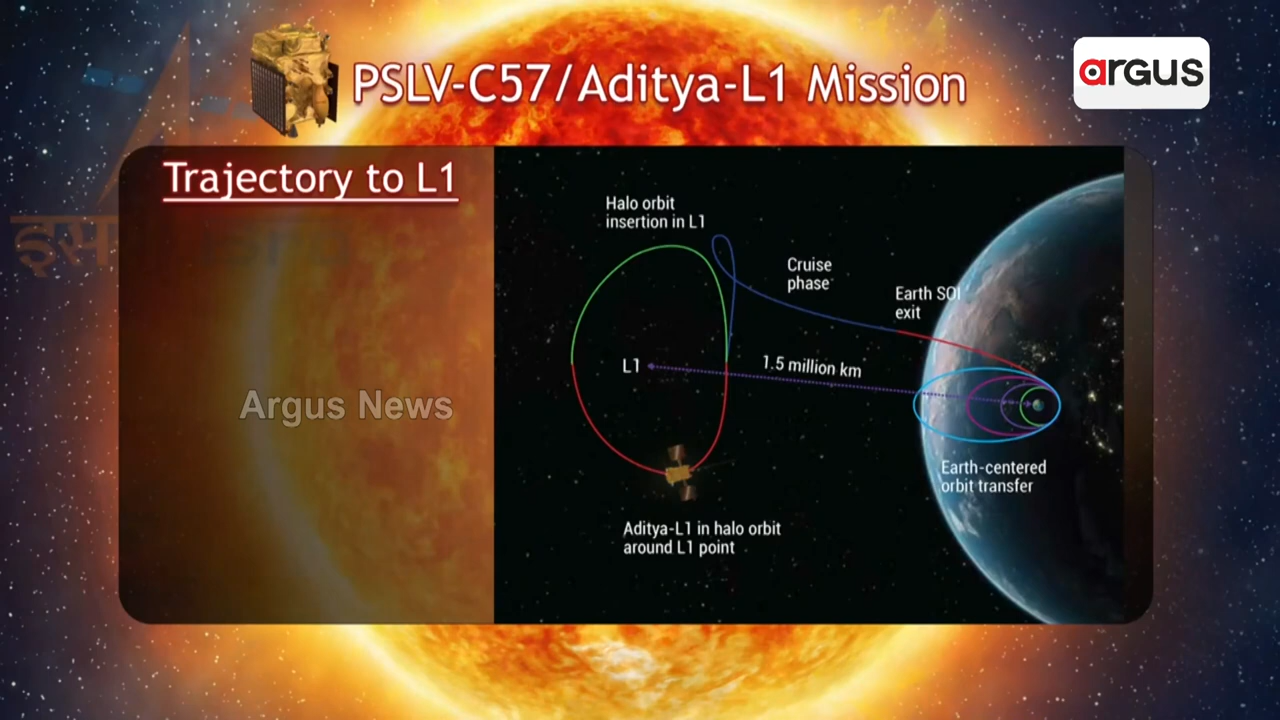 PSLV-C57/Aditya-L1 Mission
argus
Trajectory to L1
इस
Halo orbit
insertion in L1
Cruise
phase
Earth SOI
exit
L1
1.5 million km
Argus News
Earth-centered
orbit transfer
Aditya-L1 in halo orbit
around L1 point